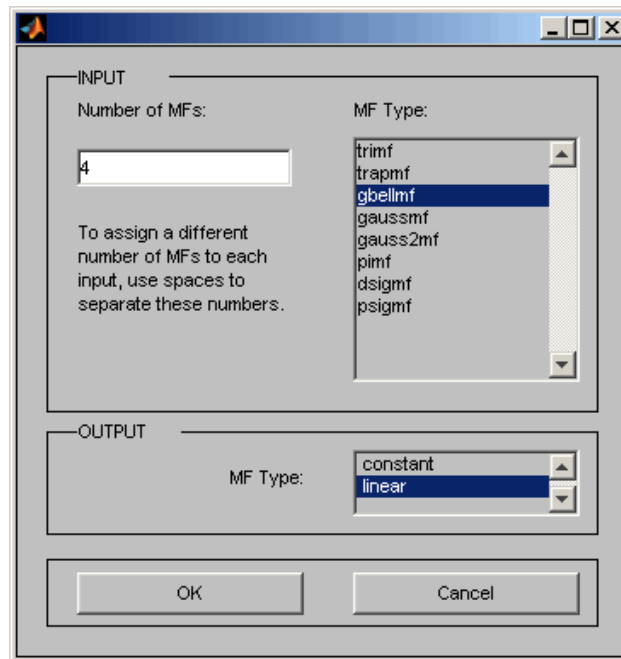 INPUT
Number of MFs:
4
To assign a different
number of MFs to each
input, use spaces to
separate these numbers.
MF Type:
trimf
trapmf
gbellmf
gaussmf
gauss2mf
pimf
dsigmf
psigmf
OUTPUT
MF Type:
constant
linear
OK
Cancel